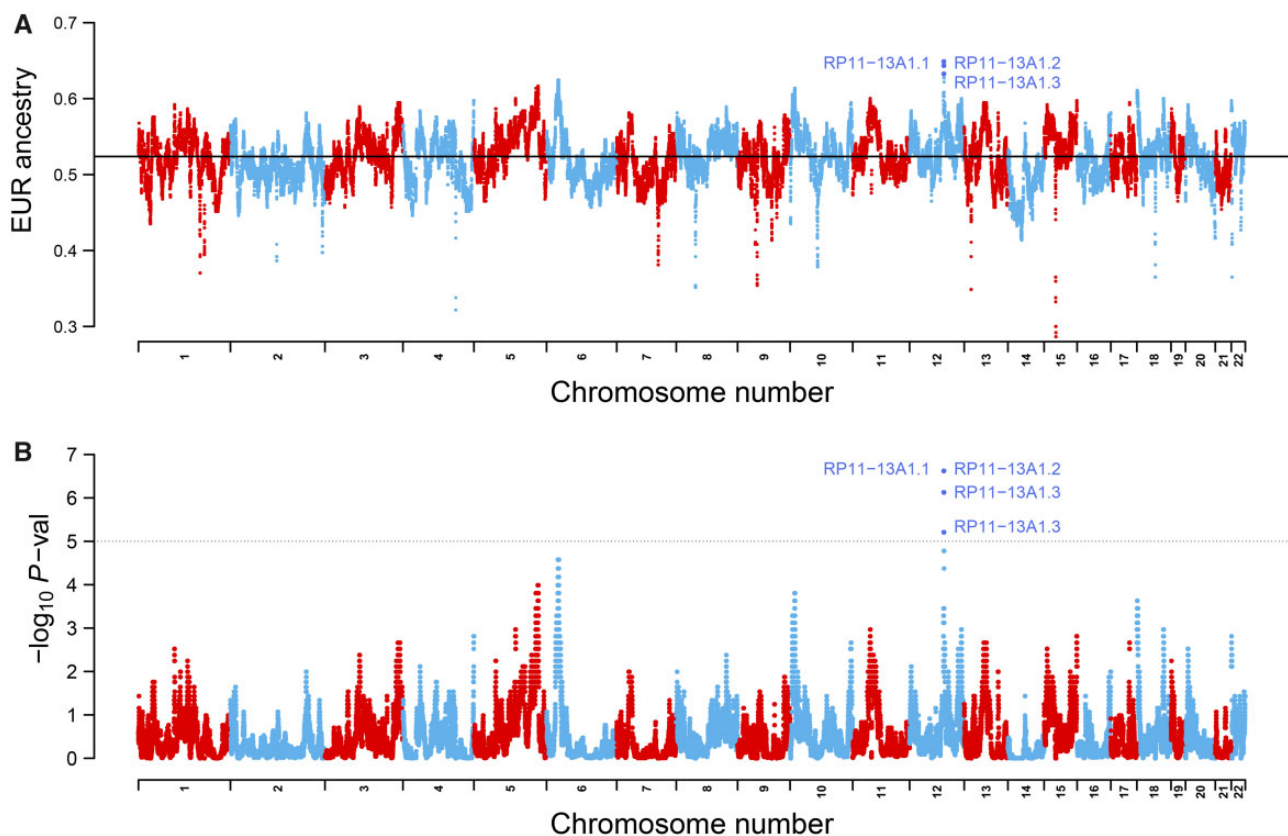 A
0.7
0.6
0.5
0.4
0.3
EUR ancestry
RP11−13A1.1 RP11−13A1.2
RP11−13A1.3
1 2 3 4 5 6 7 8 9 10 11 12 13 14 15 16 17 18 19 20 21 22
Chromosome number
B
7
6
5
4
3
2
1
0
−log10 P−val
RP11−13A1.1 RP11−13A1.2
RP11−13A1.3
RP11−13A1.3
1 2 3 4 5 6 7 8 9 10 11 12 13 14 15 16 17 18 19 20 21 22
Chromosome number